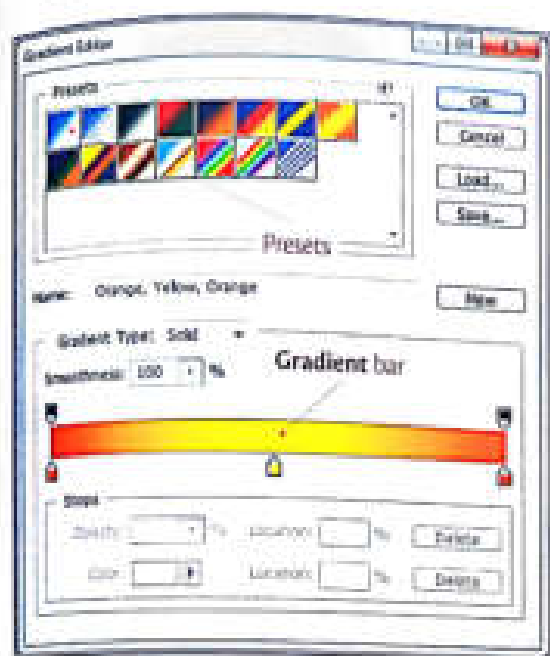 Gradient Editor
Presets
OK
Cancel
Load...
Save...
Presets
Name: Orange, Yellow, Orange
New
Gradient Type: Solid
Smoothness: 100 %
Gradient bar
Stops
Opacity: % Location: % Delete
Color: Location: % Delete